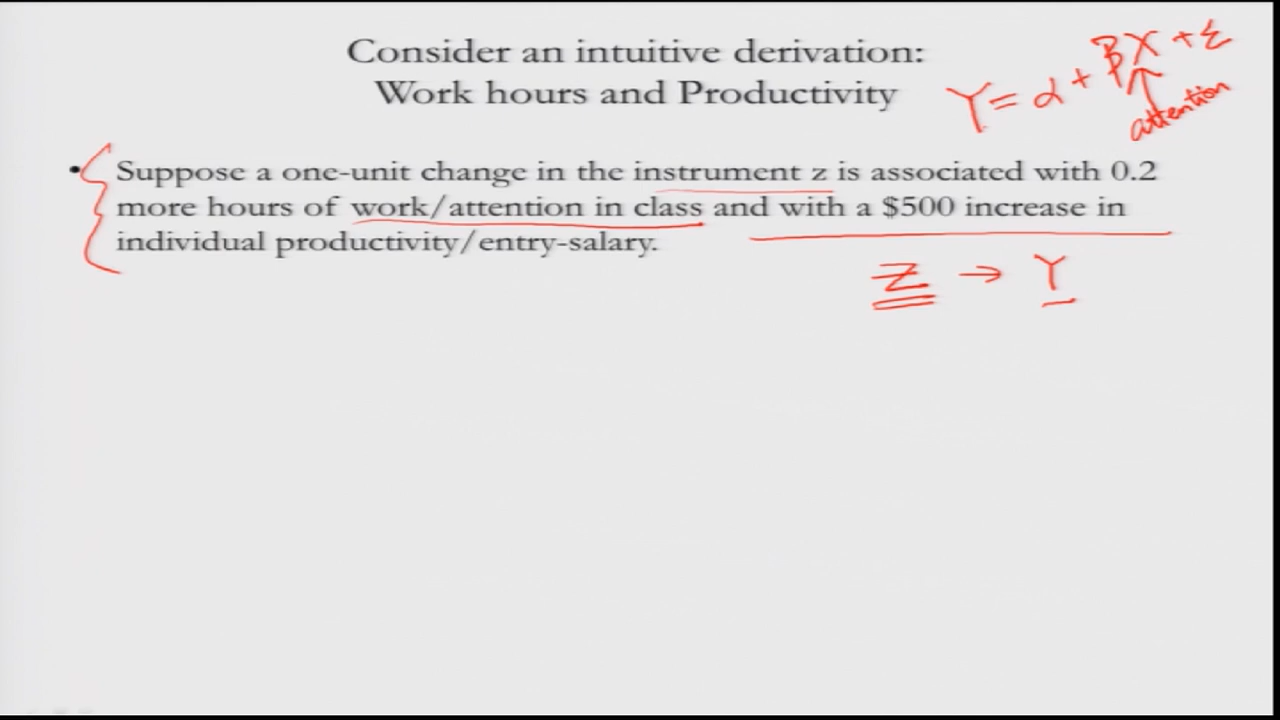 Consider an intuitive derivation:
Work hours and Productivity
Y = α + βX + ε
attention
• Suppose a one-unit change in the instrument z is associated with 0.2
more hours of work/attention in class and with a $500 increase in
individual productivity/entry-salary.
Z → Y